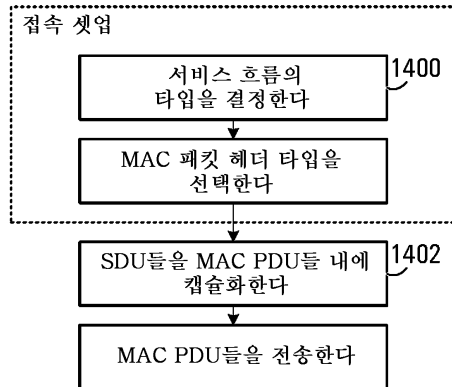 접속 셋업
서비스 흐름의
타입을 결정한다
1400
MAC 패킷 헤더 타입을
선택한다
SDU들을 MAC PDU들 내에
캡슐화한다
1402
MAC PDU들을 전송한다